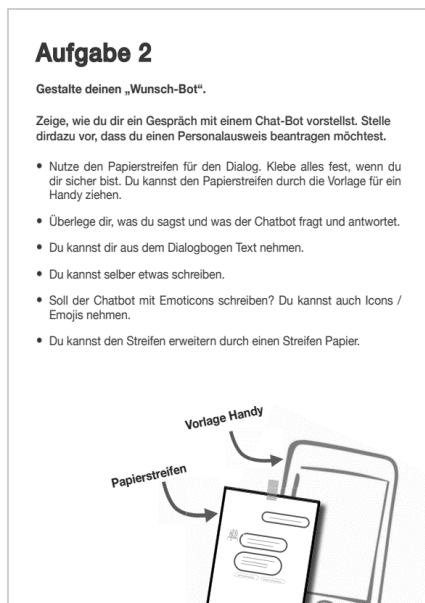 Aufgabe 2
Gestalte deinen „Wunsch-Bot“.
Zeige, wie du dir ein Gespräch mit einem Chat-Bot vorstellst. Stelle
dirdazu vor, dass du einen Personalausweis beantragen möchtest.
• Nutze den Papierstreifen für den Dialog. Klebe alles fest, wenn du
dir sicher bist. Du kannst den Papierstreifen durch die Vorlage für ein
Handy ziehen.
• Überlege dir, was du sagst und was der Chatbot fragt und antwortet.
• Du kannst dir aus dem Dialogbogen Text nehmen.
• Du kannst selber etwas schreiben.
• Soll der Chatbot mit Emoticons schreiben? Du kannst auch Icons /
Emojis nehmen.
• Du kannst den Streifen erweitern durch einen Streifen Papier.
Vorlage Handy
Papierstreifen